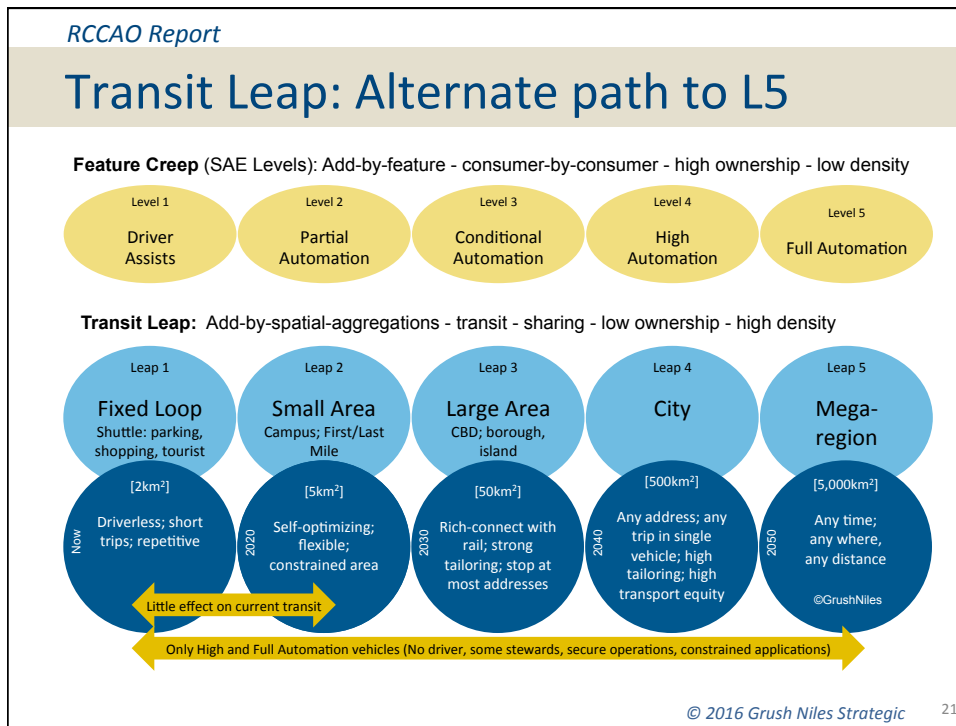 RCCAO Report
Transit Leap: Alternate path to L5
Feature Creep (SAE Levels): Add-by-feature - consumer-by-consumer - high ownership - low density
Level 1
Driver
Assists
Level 2
Partial
Automation
Level 3
Conditional
Automation
Level 4
High
Automation
Level 5
Full Automation
Transit Leap: Add-by-spatial-aggregations - transit - sharing - low ownership - high density
Leap 1
Fixed Loop
Shuttle: parking,
shopping, tourist
Leap 2
Small Area
Campus; First/Last
Mile
Leap 3
Large Area
CBD; borough,
island
Leap 4
City
Leap 5
Mega-
region
Now
[2km²]
Driverless; short
trips; repetitive
2020
[5km²]
Self-optimizing;
flexible;
constrained area
2030
[50km²]
Rich-connect with
rail; strong
tailoring; stop at
most addresses
2040
[500km²]
Any address; any
trip in single
vehicle; high
tailoring; high
transport equity
2050
[5,000km²]
Any time;
any where,
any distance
©GrushNiles
Little effect on current transit
Only High and Full Automation vehicles (No driver, some stewards, secure operations, constrained applications)
© 2016 Grush Niles Strategic
21